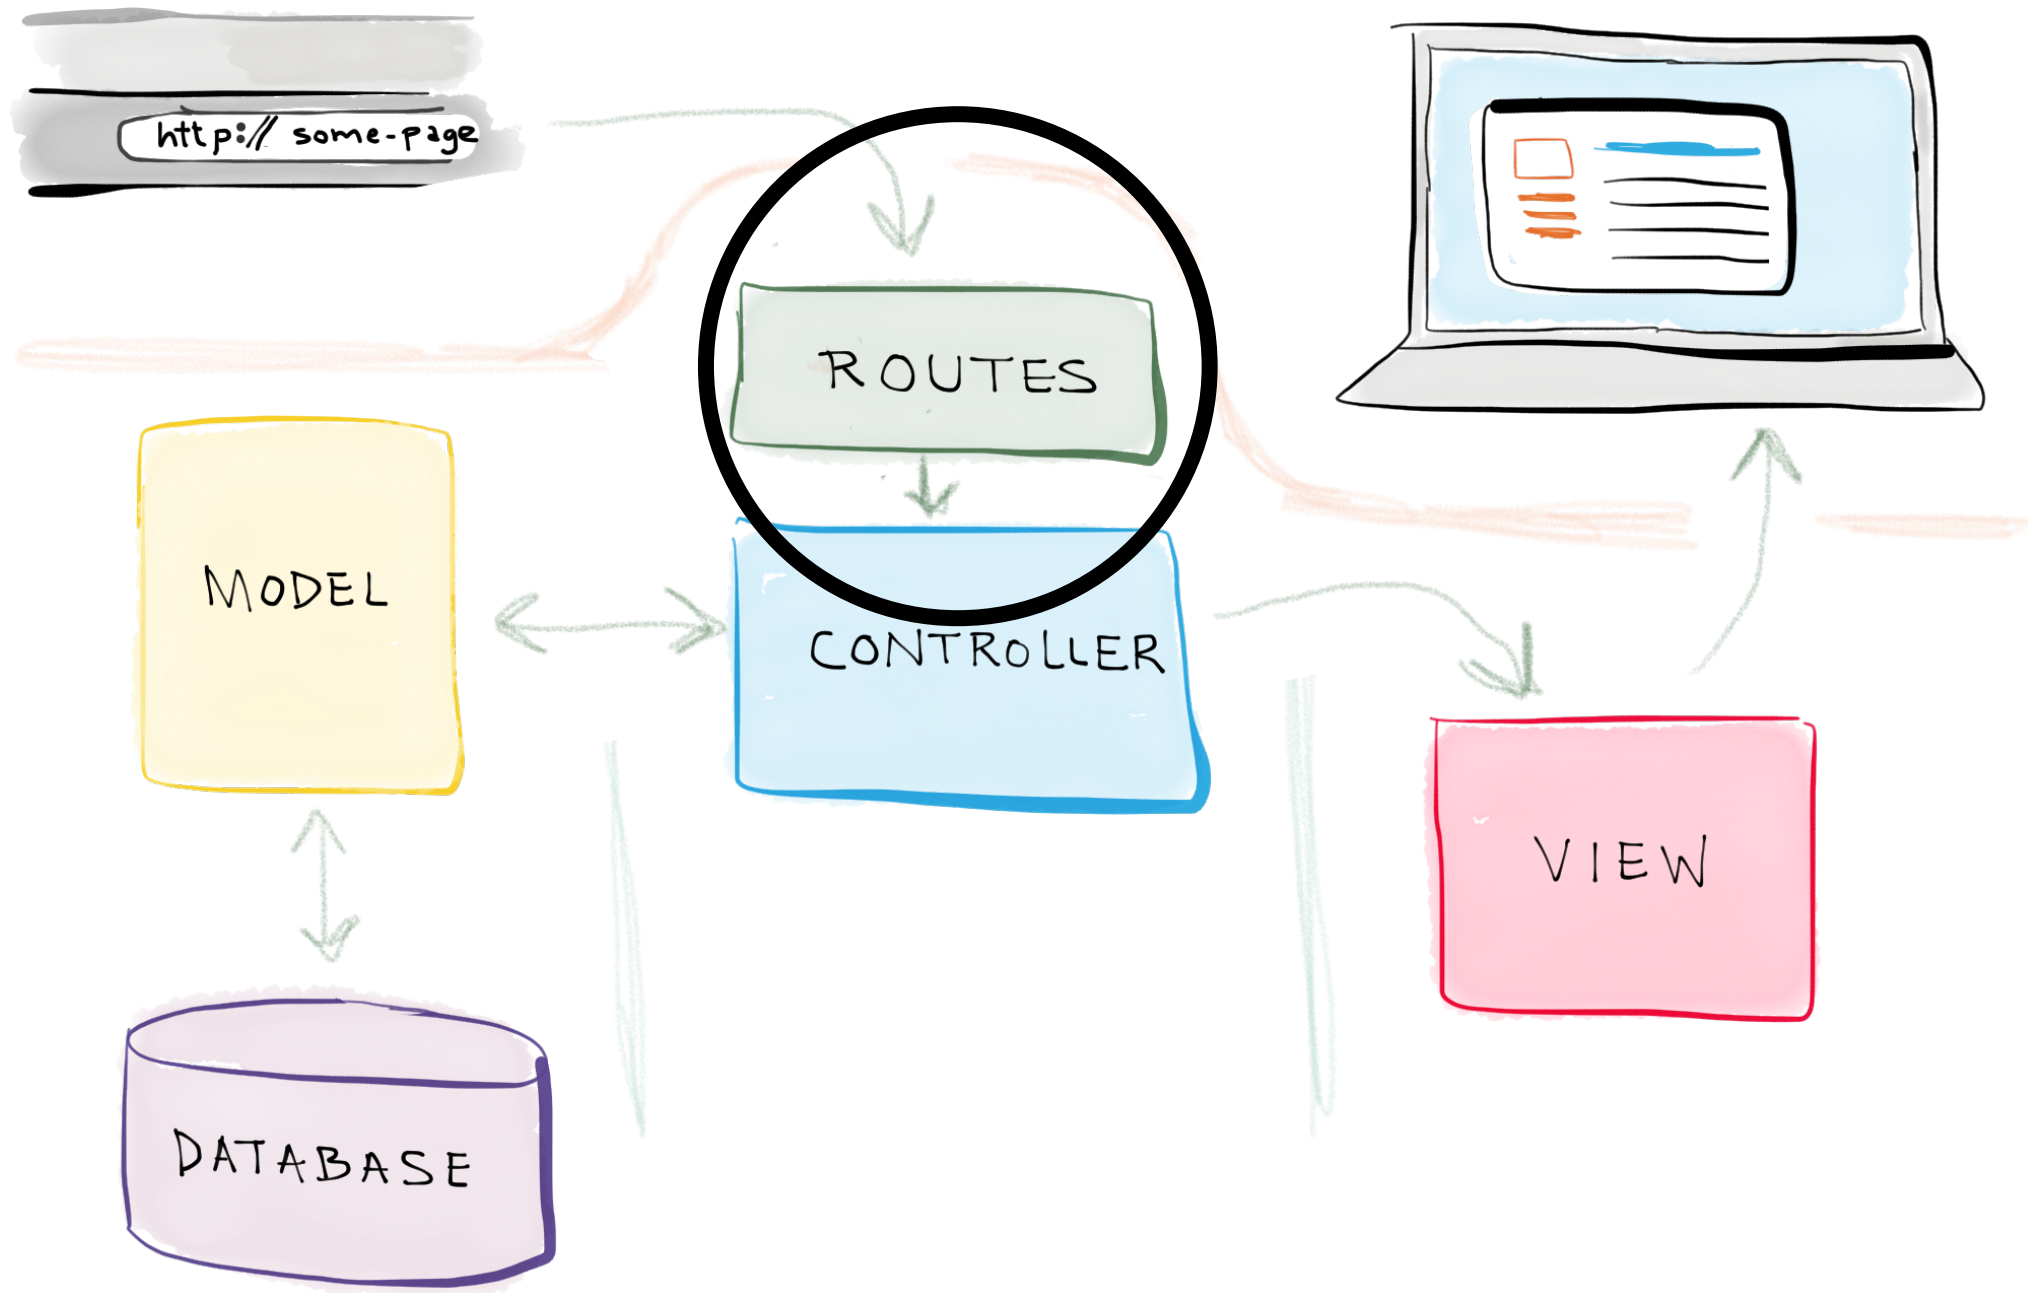 http:// some-page
ROUTES
MODEL
CONTROLLER
VIEW
DATABASE